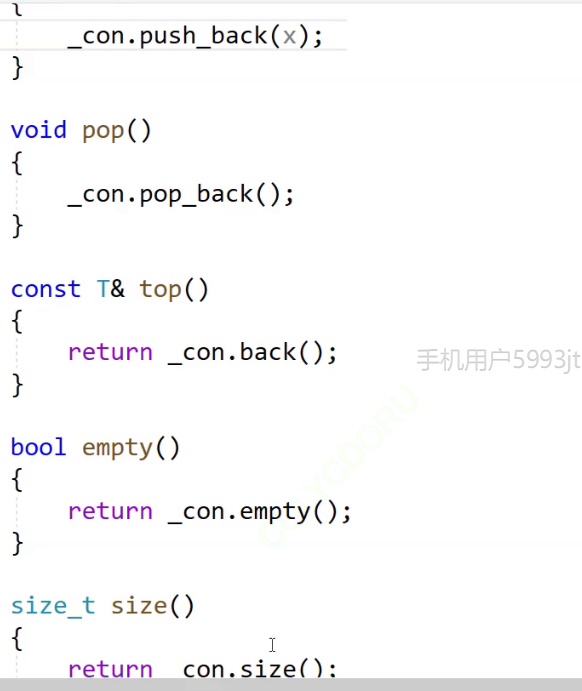 {
    _con.push_back(x);
}

void pop()
{
    _con.pop_back();
}

const T& top()
{
    return _con.back();
}
手机用户5993jt

bool empty()
{
    return _con.empty();
}

size_t size()
{
    return _con.size();